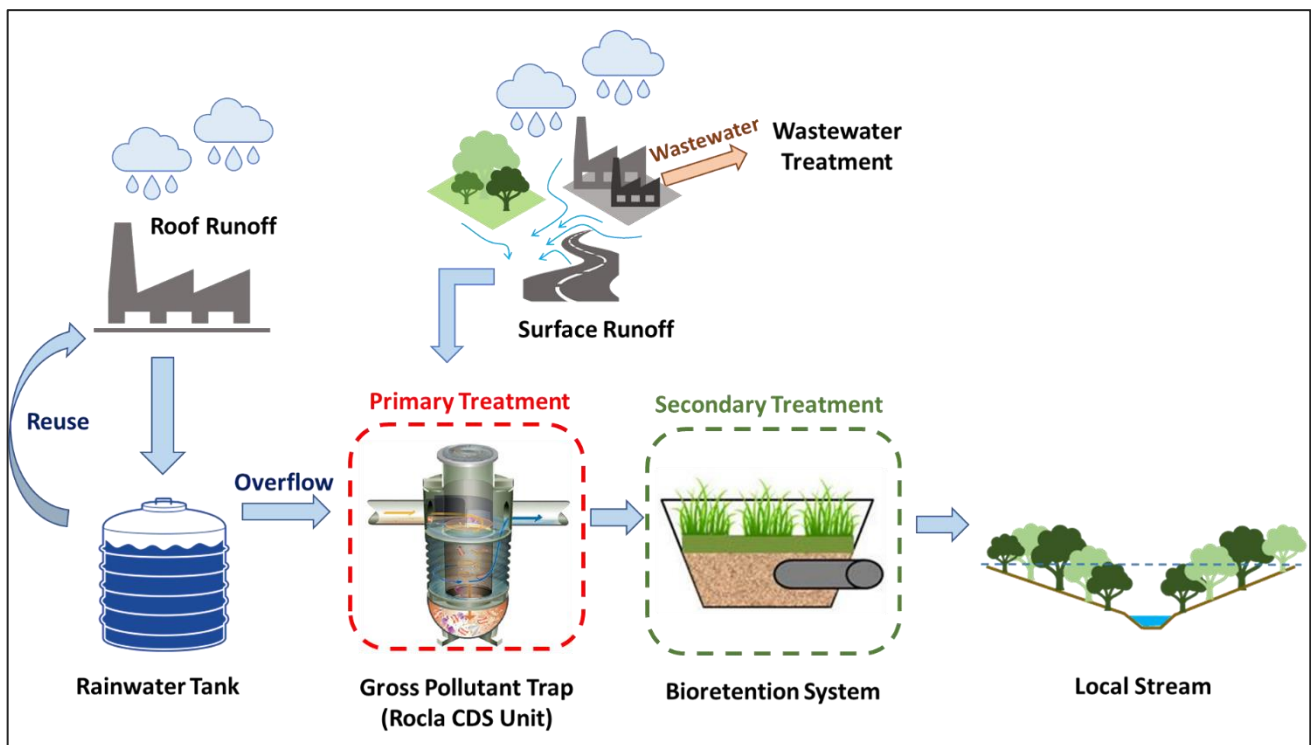 Roof Runoff
Wastewater
Wastewater
Treatment
Surface Runoff
Reuse
Overflow
Primary Treatment
Secondary Treatment
Rainwater Tank
Gross Pollutant Trap
(Rocla CDS Unit)
Bioretention System
Local Stream